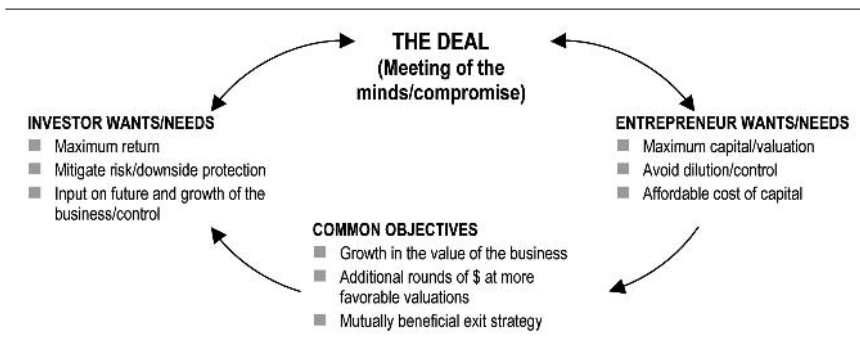 THE DEAL
(Meeting of the
minds/compromise)
INVESTOR WANTS/NEEDS
Maximum return
Mitigate risk/downside protection
Input on future and growth of the
business/control
ENTREPRENEUR WANTS/NEEDS
Maximum capital/valuation
Avoid dilution/control
Affordable cost of capital
COMMON OBJECTIVES
Growth in the value of the business
Additional rounds of $ at more
favorable valuations
Mutually beneficial exit strategy